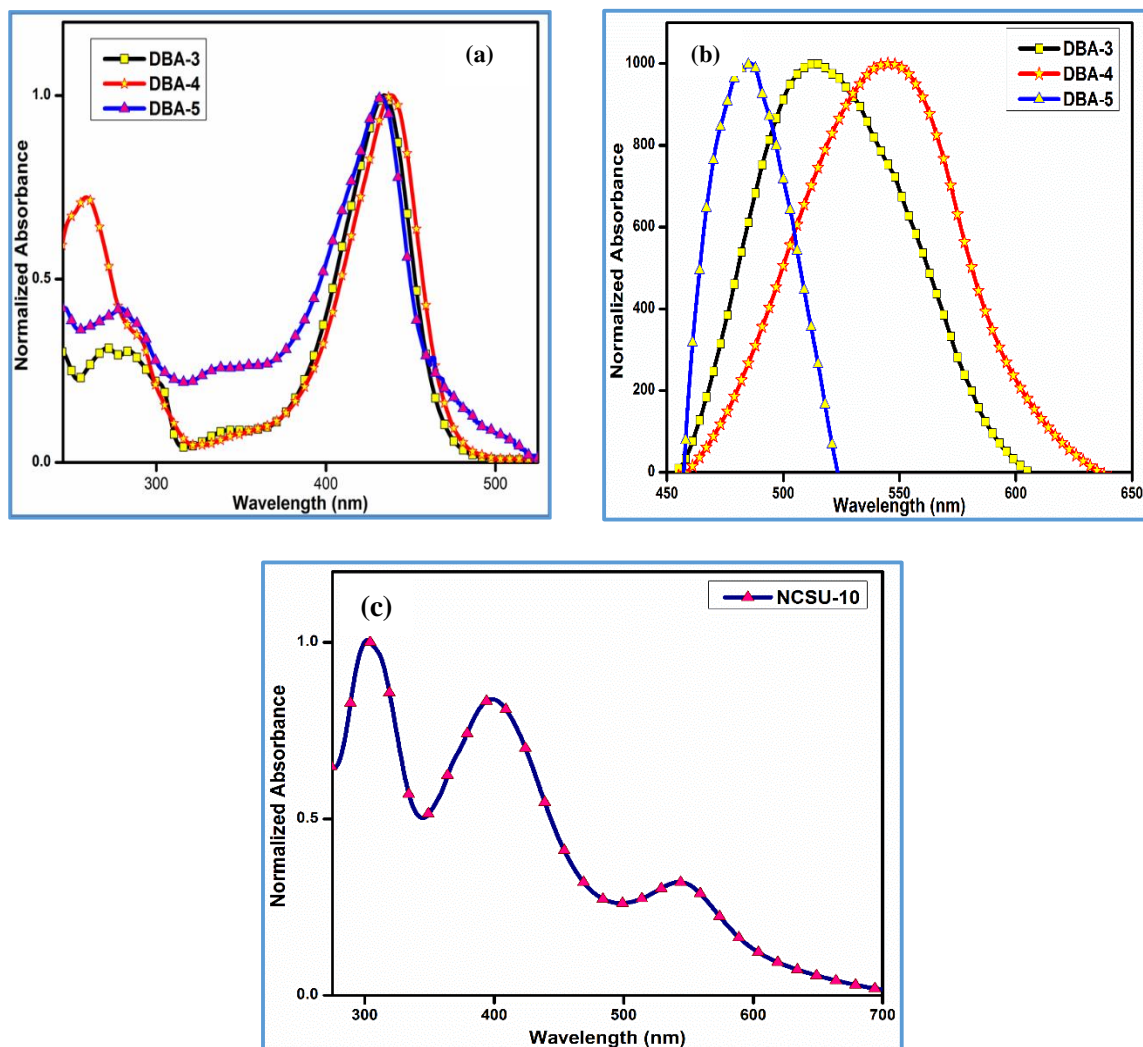 (a)
DBA-3
DBA-4
DBA-5
Normalized Absorbance
1.0
0.5
0.0
300
400
500
Wavelength (nm)
(b)
DBA-3
DBA-4
DBA-5
Normalized Absorbance
1000
800
600
400
200
0
450
500
550
600
650
Wavelength (nm)
(c)
NCSU-10
Normalized Absorbance
1.0
0.5
0.0
300
400
500
600
700
Wavelength (nm)